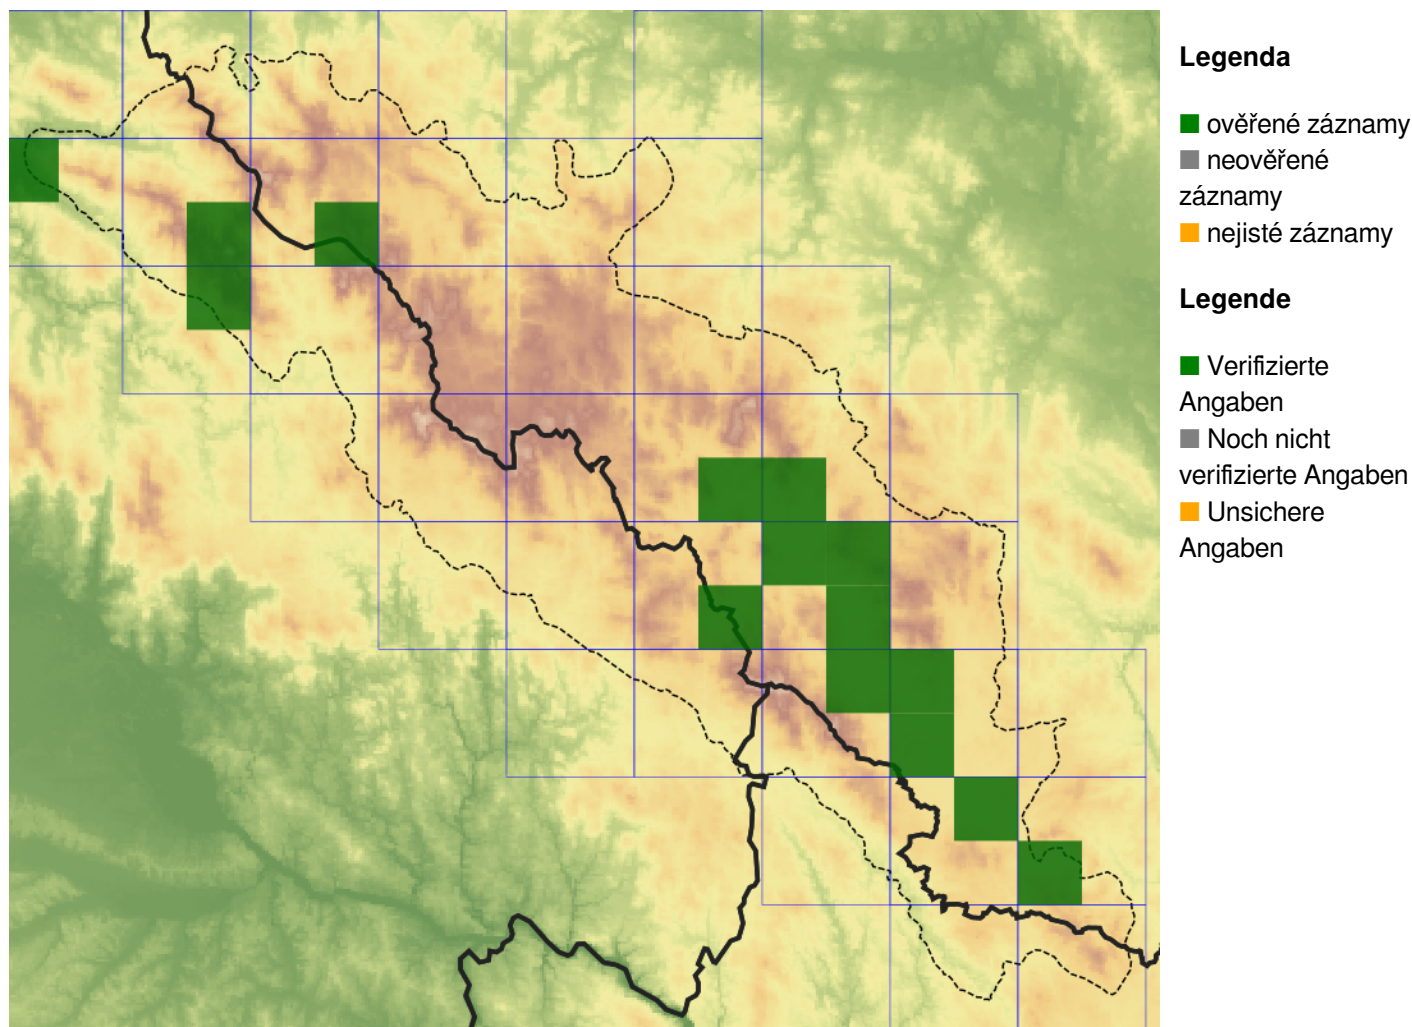 Legenda
ověřené záznamy
neověřené
záznamy
nejisté záznamy
Legende
Verifizierte
Angaben
Noch nicht
verifizierte Angaben
Unsichere
Angaben